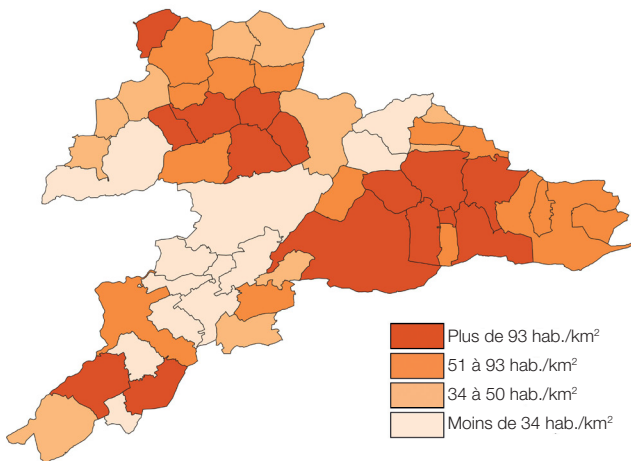 Plus de 93 hab./km²
51 à 93 hab./km²
34 à 50 hab./km²
Moins de 34 hab./km²